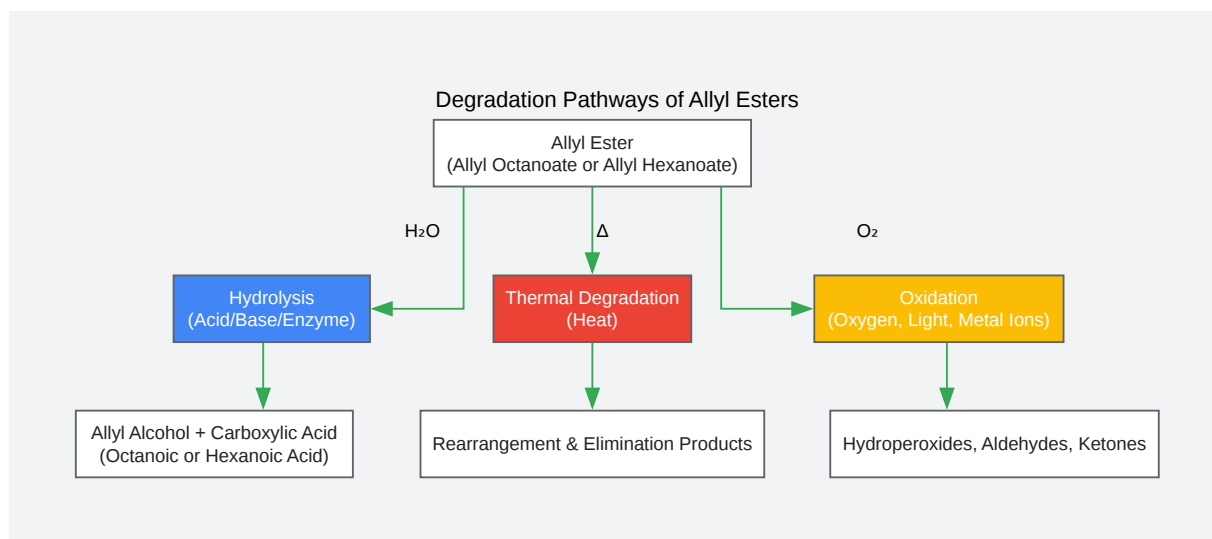 Degradation Pathways of Allyl Esters
Allyl Ester
(Allyl Octanoate or Allyl Hexanoate)
H₂O
Δ
O₂
Hydrolysis
(Acid/Base/Enzyme)
Thermal Degradation
(Heat)
Oxidation
(Oxygen, Light, Metal Ions)
Allyl Alcohol + Carboxylic Acid
(Octanoic or Hexanoic Acid)
Rearrangement & Elimination Products
Hydroperoxides, Aldehydes, Ketones